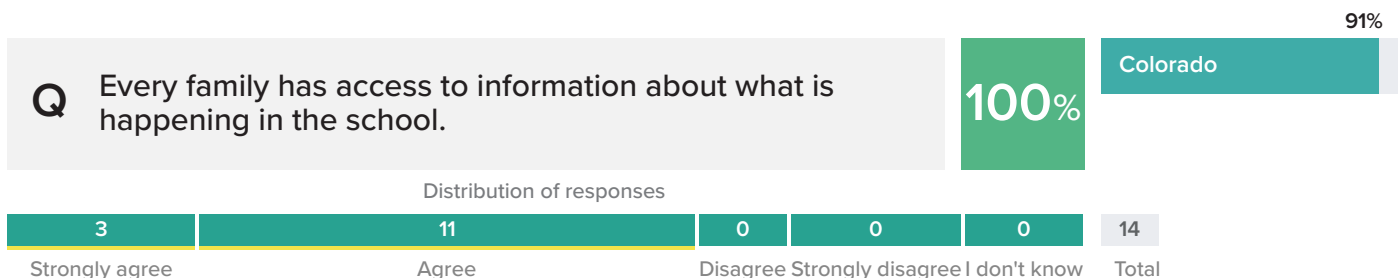 91%
Q
Every family has access to information about what is
happening in the school.
100%
Colorado
Distribution of responses
3 11 0 0 0 14
Strongly agree Agree Disagree Strongly disagree I don't know Total